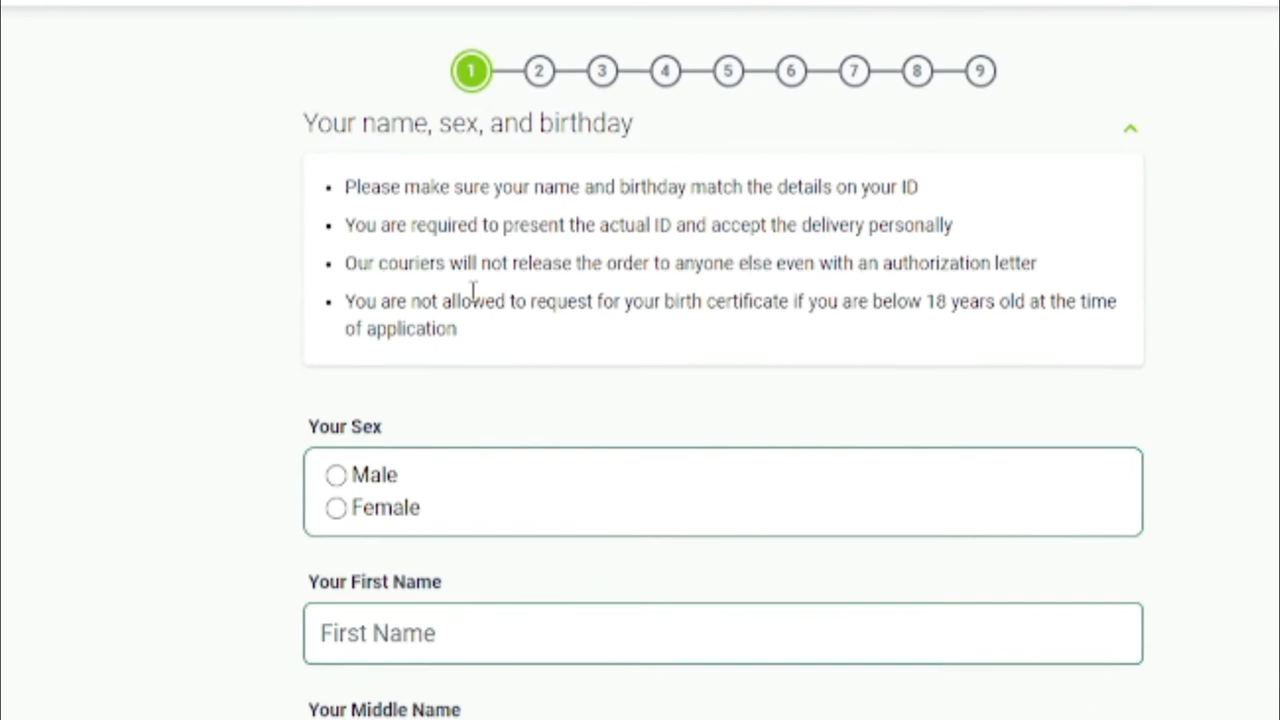 1 2 3 4 5 6 7 8 9
Your name, sex, and birthday
• Please make sure your name and birthday match the details on your ID
• You are required to present the actual ID and accept the delivery personally
• Our couriers will not release the order to anyone else even with an authorization letter
• You are not allowed to request for your birth certificate if you are below 18 years old at the time
of application
Your Sex
Male
Female
Your First Name
First Name
Your Middle Name